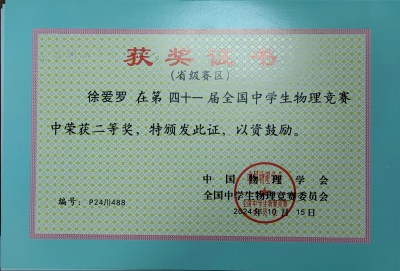 获奖证书
(省级赛区)
徐爱罗 在第 四十一 届全国中学生物理竞赛
中荣获二等奖，特颁发此证，以资鼓励。
中国物理学会
全国中学生物理竞赛委员会
编号：P24/II488
2024年10月15日